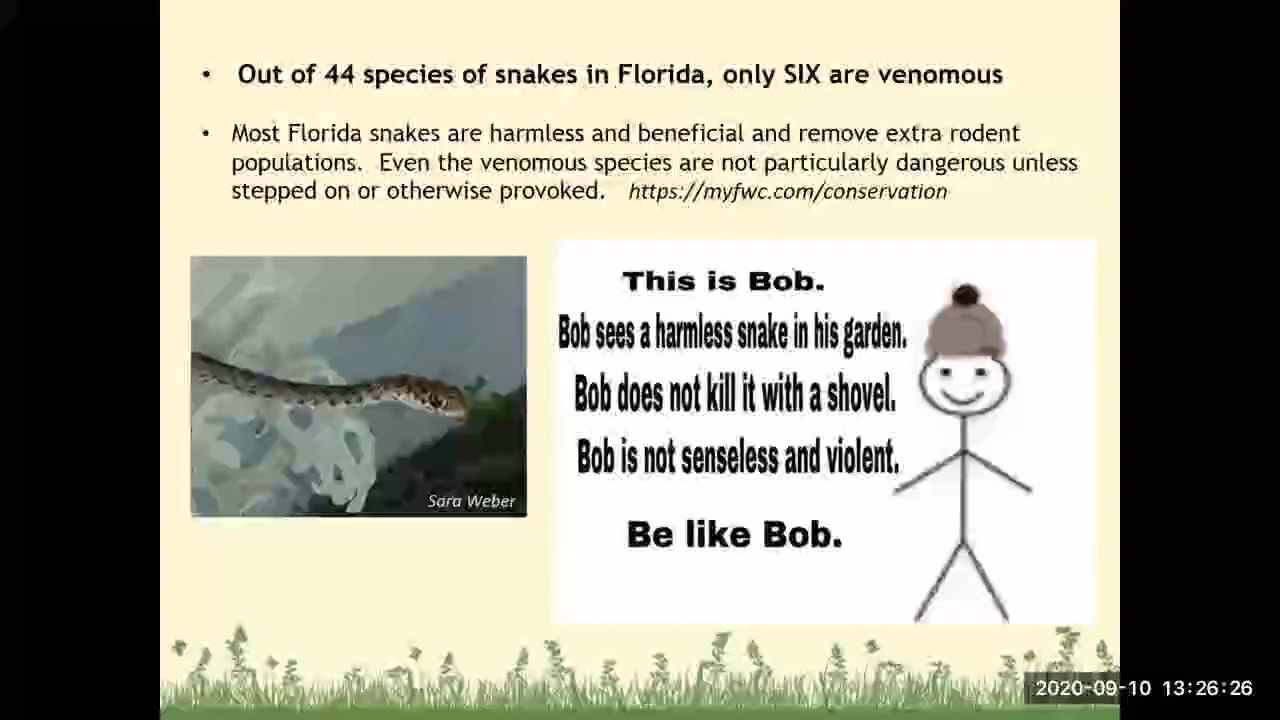 • Out of 44 species of snakes in Florida, only SIX are venomous
• Most Florida snakes are harmless and beneficial and remove extra rodent
populations. Even the venomous species are not particularly dangerous unless
stepped on or otherwise provoked. https://myfwc.com/conservation
Sara Weber
This is Bob.
Bob sees a harmless snake in his garden.
Bob does not kill it with a shovel.
Bob is not senseless and violent.
Be like Bob.
2020-09-10 13:26:26